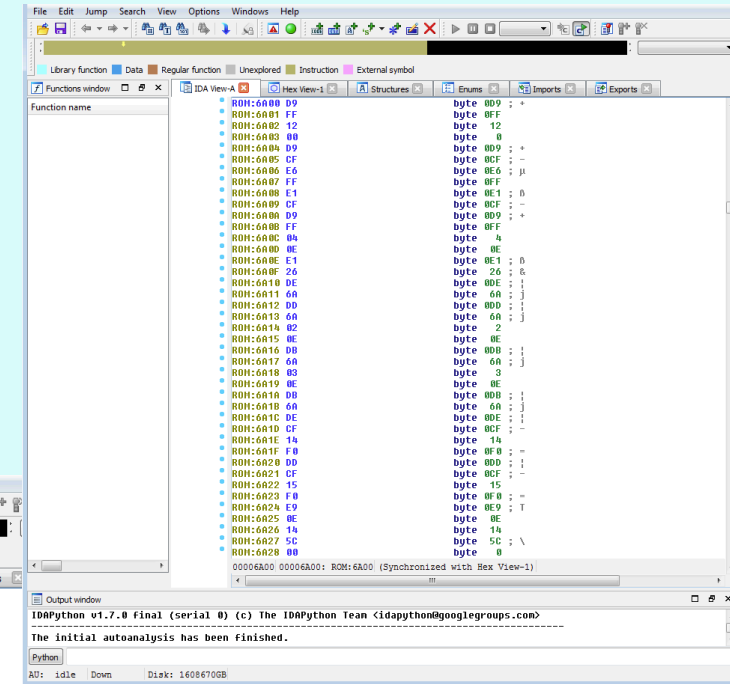 File Edit Jump Search View Options Windows Help
Library function Data Regular function Unexplored Instruction External symbol
Functions window IDA View-A Hex View-1 Structures Enums Imports Exports
Function name
ROM:6A00 D9 byte 0D9 ; +
ROM:6A01 FF byte 0FF
ROM:6A02 12 byte 12
ROM:6A03 00 byte 0
ROM:6A04 D9 byte 0D9 ; +
ROM:6A05 CF byte 0CF ; -
ROM:6A06 E6 byte 0E6 ; µ
ROM:6A07 FF byte 0FF
ROM:6A08 E1 byte 0E1 ; ß
ROM:6A09 CF byte 0CF ; -
ROM:6A0A D9 byte 0D9 ; +
ROM:6A0B FF byte 0FF
ROM:6A0C 04 byte 4
ROM:6A0D 0E byte 0E
ROM:6A0E E1 byte 0E1 ; ß
ROM:6A0F 26 byte 26 ; &
ROM:6A10 DE byte 0DE ; ¦
ROM:6A11 6A byte 6A ; j
ROM:6A12 DD byte 0DD ; ¦
ROM:6A13 6A byte 6A ; j
ROM:6A14 02 byte 2
ROM:6A15 0E byte 0E
ROM:6A16 DB byte 0DB ; ¦
ROM:6A17 6A byte 6A ; j
ROM:6A18 03 byte 3
ROM:6A19 0E byte 0E
ROM:6A1A DB byte 0DB ; ¦
ROM:6A1B 6A byte 6A ; j
ROM:6A1C DE byte 0DE ; ¦
ROM:6A1D CF byte 0CF ; -
ROM:6A1E 14 byte 14
ROM:6A1F F0 byte 0F0 ; =
ROM:6A20 DD byte 0DD ; ¦
ROM:6A21 CF byte 0CF ; -
ROM:6A22 15 byte 15
ROM:6A23 F0 byte 0F0 ; =
ROM:6A24 E9 byte 0E9 ; T
ROM:6A25 0E byte 0E
ROM:6A26 14 byte 14
ROM:6A27 5C byte 5C ; \
ROM:6A28 00 byte 0
00006A00 00006A00: ROM:6A00 (Synchronized with Hex View-1)
Output window
IDAPython v1.7.0 final (serial 0) (c) The IDAPython Team <idapython@googlegroups.com>
The initial autoanalysis has been finished.
Python
AU: idle Down Disk: 1608670GB